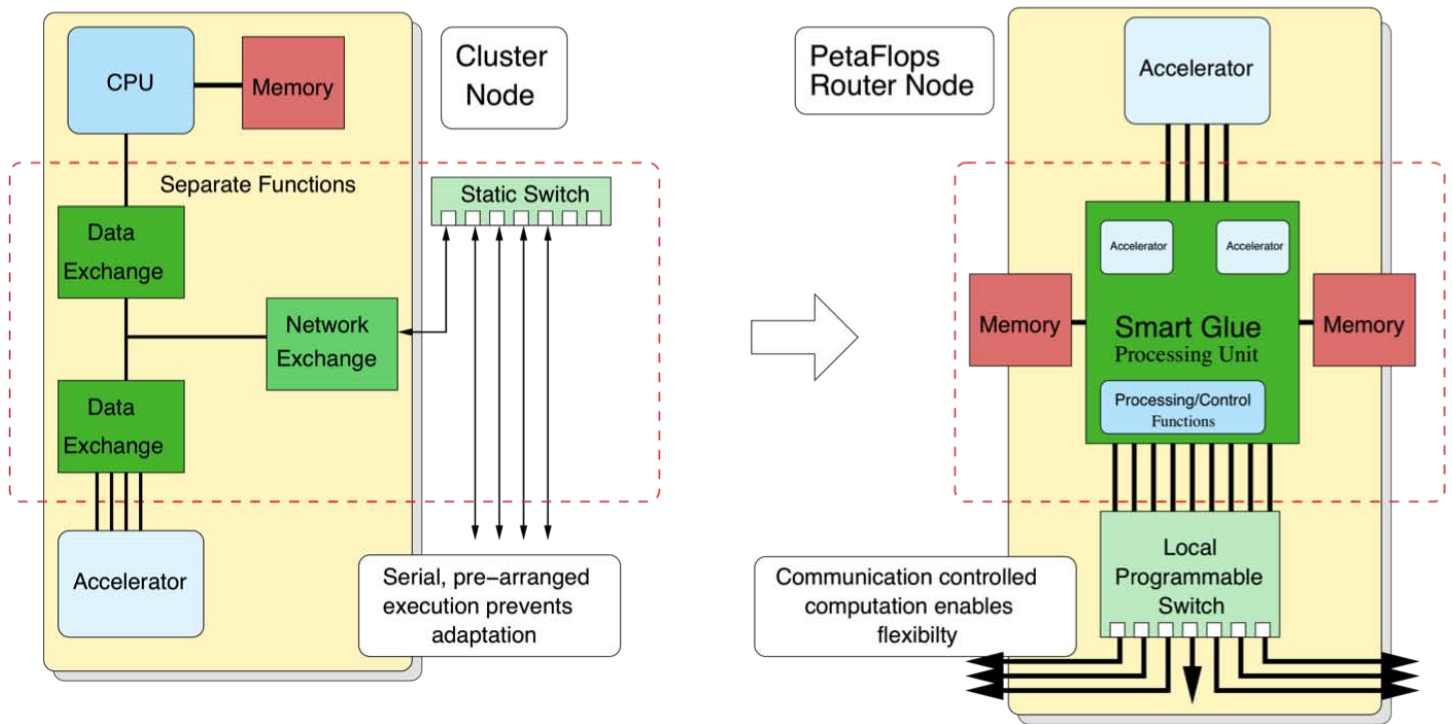 CPU
Memory
Cluster
Node
Separate Functions
Static Switch
Data
Exchange
Network
Exchange
Data
Exchange
Accelerator
Serial, pre−arranged
execution prevents
adaptation
PetaFlops
Router Node
Accelerator
Accelerator
Accelerator
Memory
Smart Glue
Processing Unit
Memory
Processing/Control
Functions
Local
Programmable
Switch
Communication controlled
computation enables
flexibilty